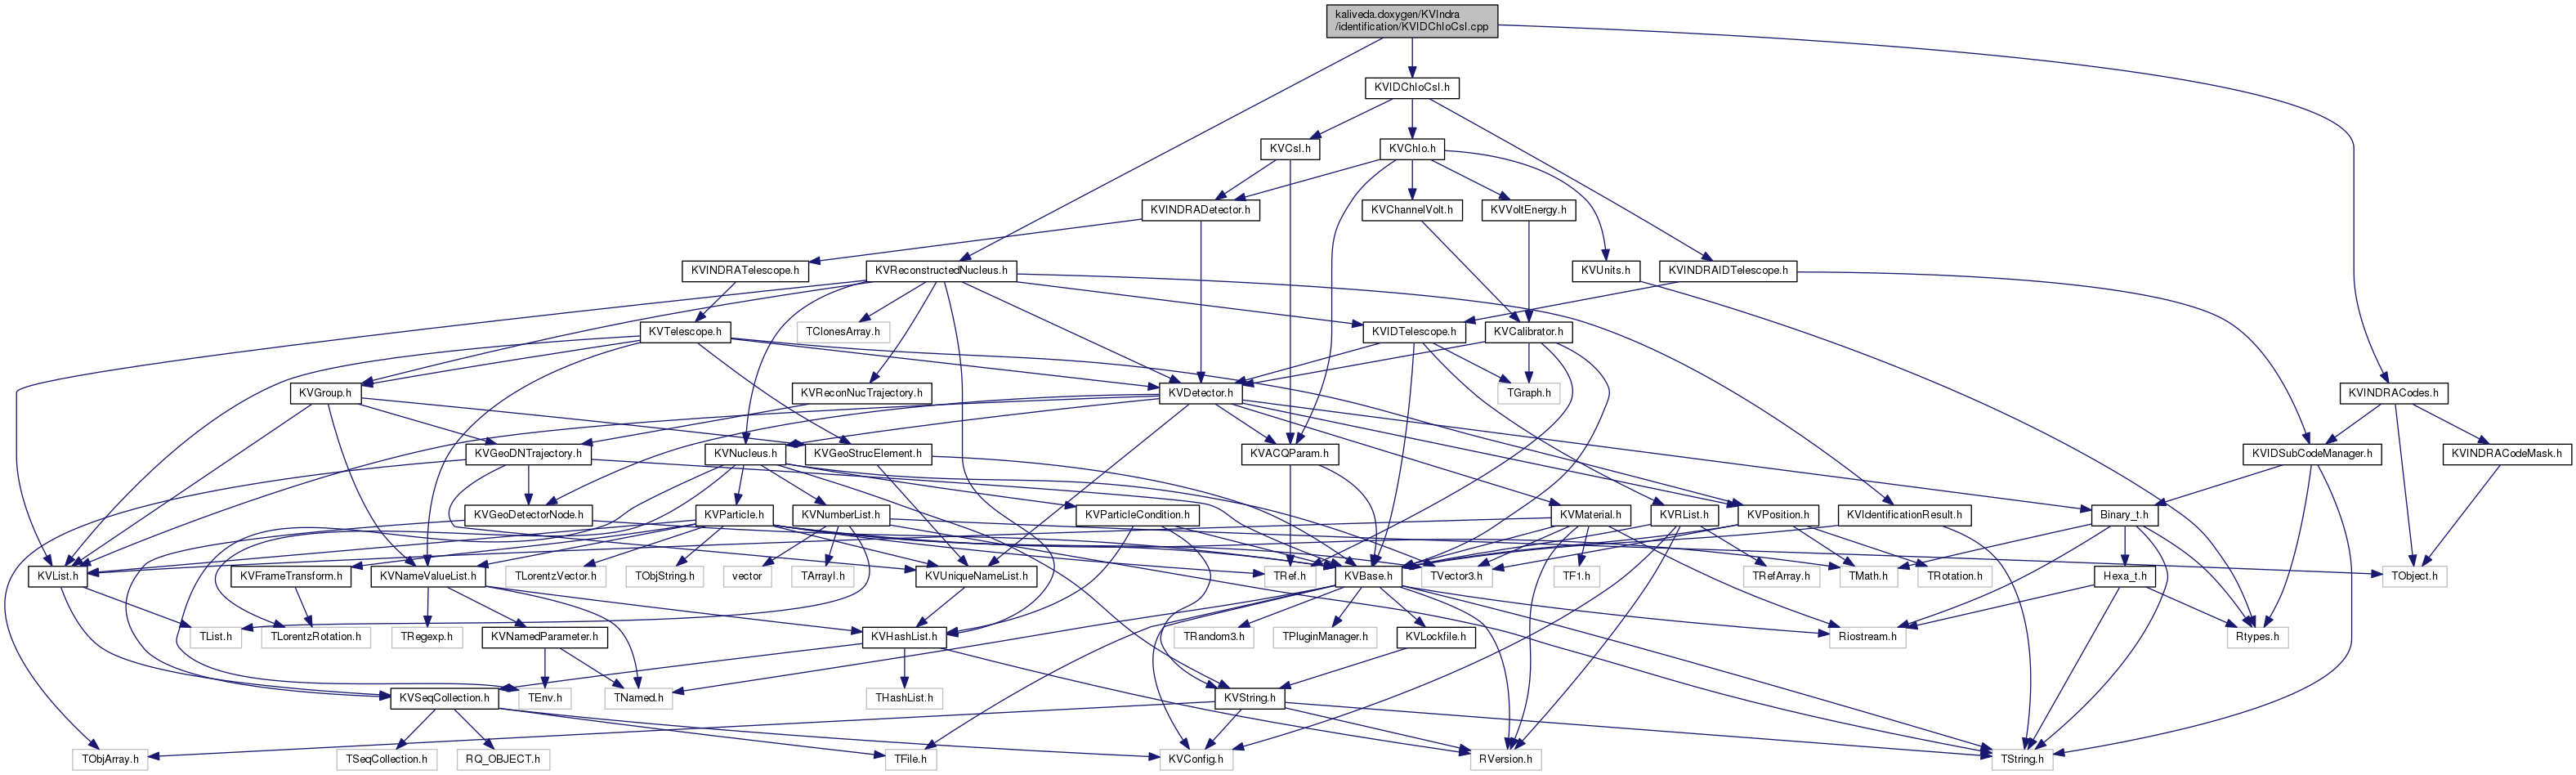 kaliveda.doxygen/KVIndra
/identification/KVIDChIoCsI.cpp
KVIDChIoCsI.h
KVCsI.h
KVChIo.h
KVINDRADetector.h
KVChannelVolt.h
KVVoltEnergy.h
KVINDRATelescope.h
KVReconstructedNucleus.h
KVUnits.h
KVINDRAIDTelescope.h
KVTelescope.h
TClonesArray.h
KVIDTelescope.h
KVCalibrator.h
KVGroup.h
KVReconNucTrajectory.h
KVDetector.h
TGraph.h
KVINDRACodes.h
KVGeoDNTrajectory.h
KVNucleus.h
KVGeoStrucElement.h
KVACQParam.h
KVIDSubCodeManager.h
KVINDRACodeMask.h
KVGeoDetectorNode.h
KVParticle.h
KVNumberList.h
KVParticleCondition.h
KVMaterial.h
KVRList.h
KVPosition.h
KVIdentificationResult.h
Binary_t.h
KVList.h
KVFrameTransform.h
KVNameValueList.h
TLorentzVector.h
TObjString.h
vector
TArrayI.h
KVUniqueNameList.h
TRef.h
KVBase.h
TVector3.h
TF1.h
TRefArray.h
TMath.h
TRotation.h
Hexa_t.h
TObject.h
TList.h
TLorentzRotation.h
TRegexp.h
KVNamedParameter.h
KVHashList.h
TRandom3.h
TPluginManager.h
KVLockfile.h
Riostream.h
Rtypes.h
KVSeqCollection.h
TEnv.h
TNamed.h
THashList.h
KVString.h
TObjArray.h
TSeqCollection.h
RQ_OBJECT.h
TFile.h
KVConfig.h
RVersion.h
TString.h